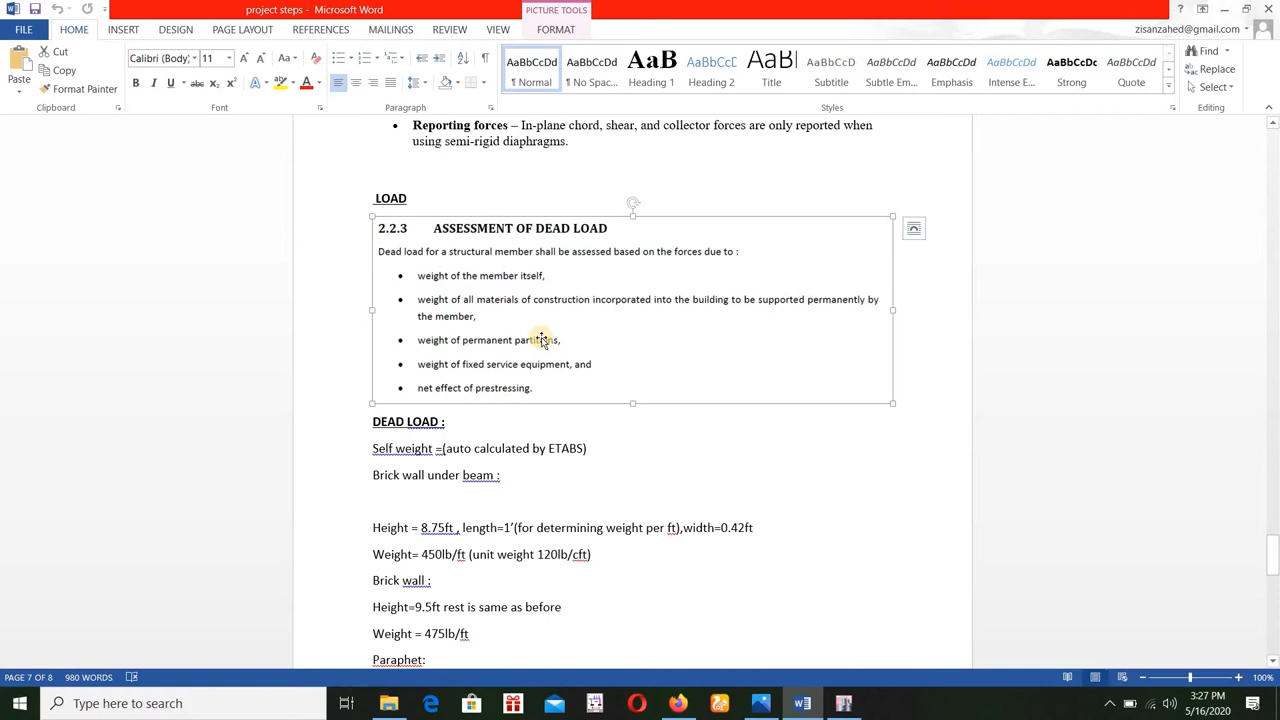 project steps - Microsoft Word
PICTURE TOOLS
FILE
HOME
INSERT
DESIGN
PAGE LAYOUT
REFERENCES
MAILINGS
REVIEW
VIEW
FORMAT
zisanzahed@gmail.com
Paste
Cut
Copy
Format Painter
Clipboard
Calibri (Body)
11
Font
Paragraph
AaBbCcDd
¶ Normal
AaBbCcDd
¶ No Spac...
AaB
Heading 1
AaBbCcDd
Heading 2
AaB
Title
AaBbCcD
Subtitle
AaBbCcDd
Subtle Em...
AaBbCcDd
Emphasis
AaBbCcDd
Intense E...
AaBbCcDc
Strong
AaBbCcDd
Quote
Styles
Find
Replace
Select
Editing
• Reporting forces – In-plane chord, shear, and collector forces are only reported when
using semi-rigid diaphragms.
LOAD
2.2.3 ASSESSMENT OF DEAD LOAD
Dead load for a structural member shall be assessed based on the forces due to :
• weight of the member itself,
• weight of all materials of construction incorporated into the building to be supported permanently by
the member,
• weight of permanent partitions,
• weight of fixed service equipment, and
• net effect of prestressing.
DEAD LOAD :
Self weight =(auto calculated by ETABS)
Brick wall under beam :
Height = 8.75ft , length=1’(for determining weight per ft),width=0.42ft
Weight= 450lb/ft (unit weight 120lb/cft)
Brick wall :
Height=9.5ft rest is same as before
Weight = 475lb/ft
Paraphet:
PAGE 7 OF 8
980 WORDS
100%
Type here to search
3:27 PM
5/16/2020